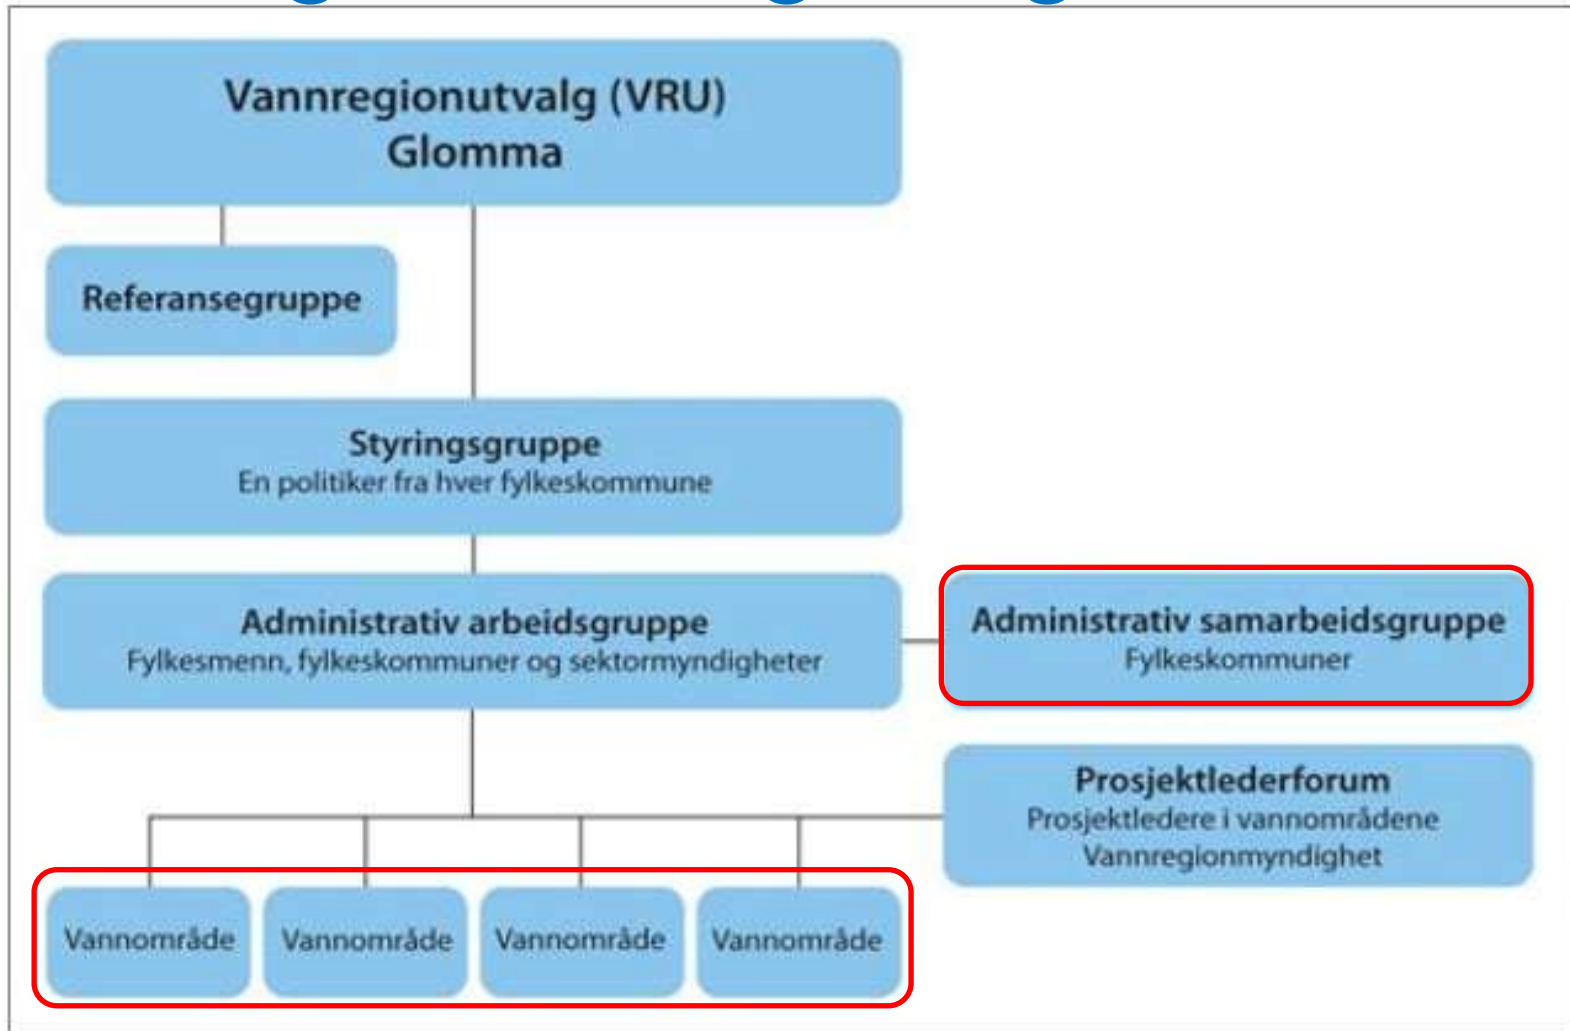 Vannregionutvalg (VRU)
Glomma
Referansegruppe
Styringsgruppe
En politiker fra hver fylkeskommune
Administrativ arbeidsgruppe
Fylkesmenn, fylkeskommuner og sektormyndigheter
Administrativ samarbeidsgruppe
Fylkeskommuner
Prosjektlederforum
Prosjektledere i vannområdene
Vannregionmyndighet
Vannområde
Vannområde
Vannområde
Vannområde